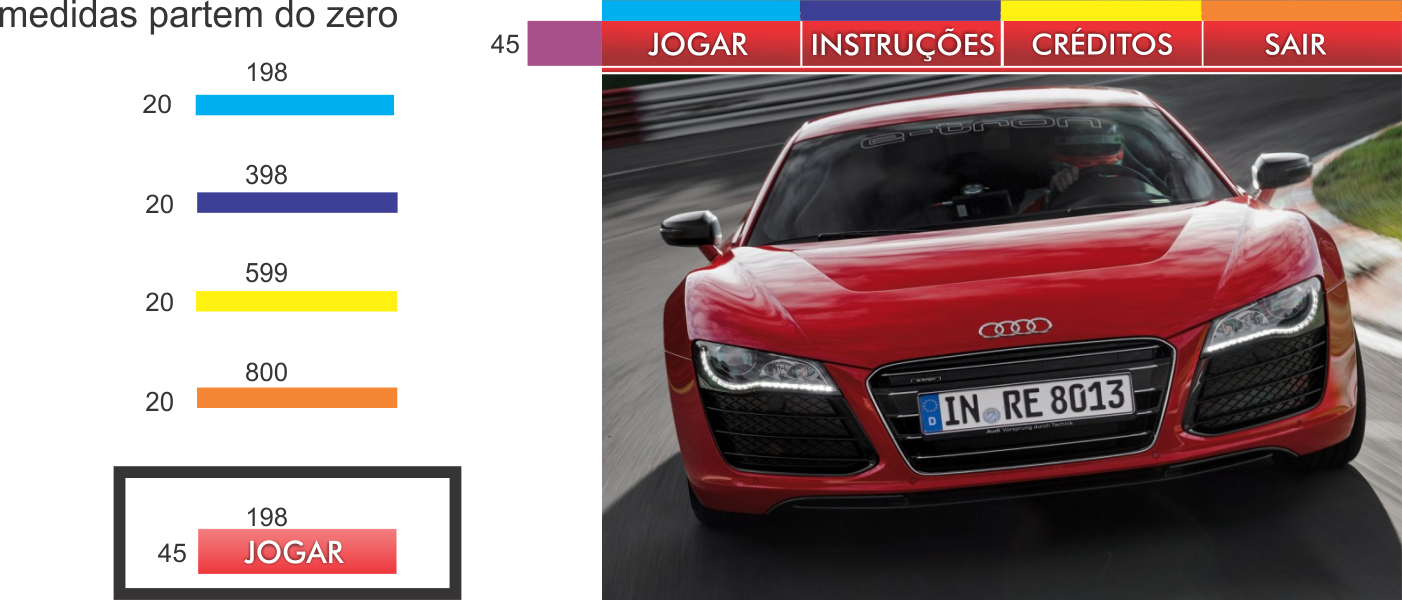 medidas partem do zero
198
20
398
20
599
20
800
20
198
45 JOGAR
45 JOGAR INSTRUÇÕES CRÉDITOS SAIR
e-tron
IN RE 8013
D
Audi Vorsprung durch Technik